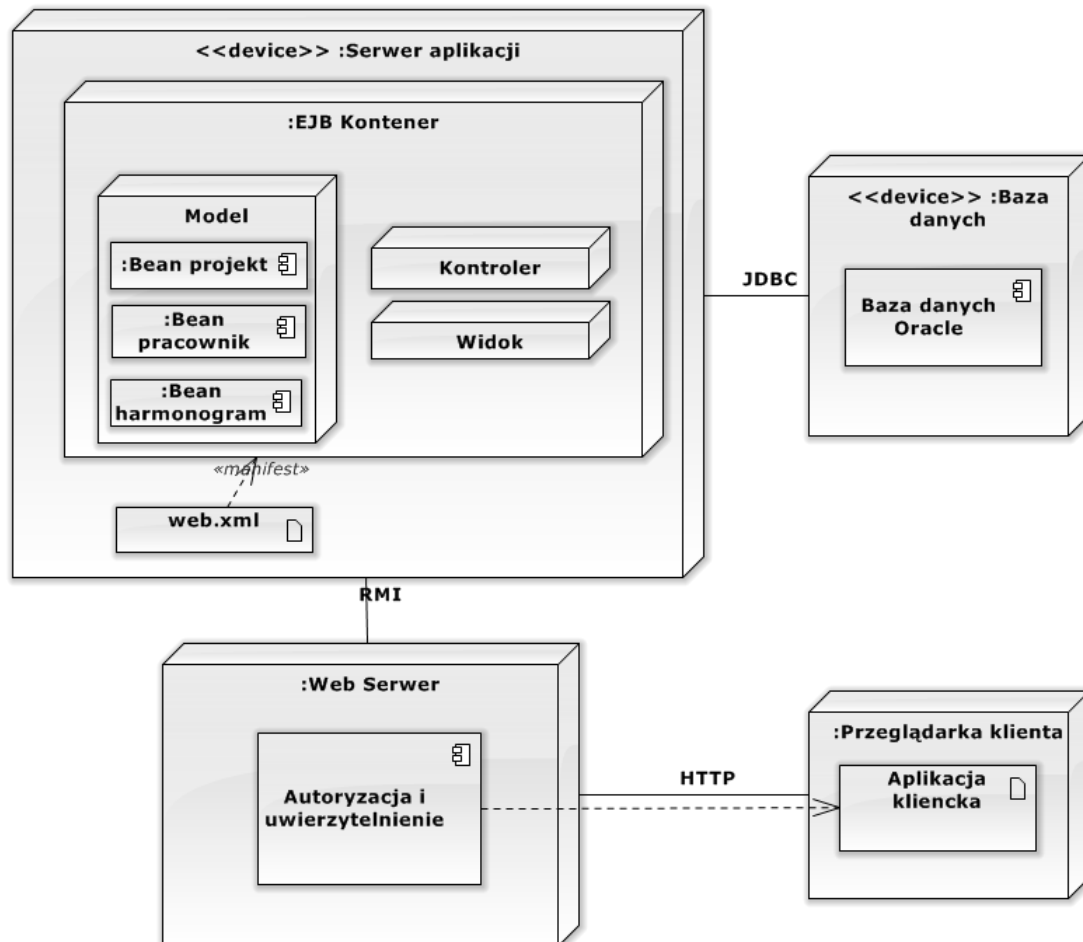 <<device>> :Serwer aplikacji
:EJB Kontener
Model
:Bean projekt
:Bean
pracownik
:Bean
harmonogram
Kontroler
Widok
«manifest»
web.xml
JDBC
<<device>> :Baza
danych
Baza danych
Oracle
RMI
:Web Serwer
Autoryzacja i
uwierzytelnienie
HTTP
:Przeglądarka klienta
Aplikacja
kliencka